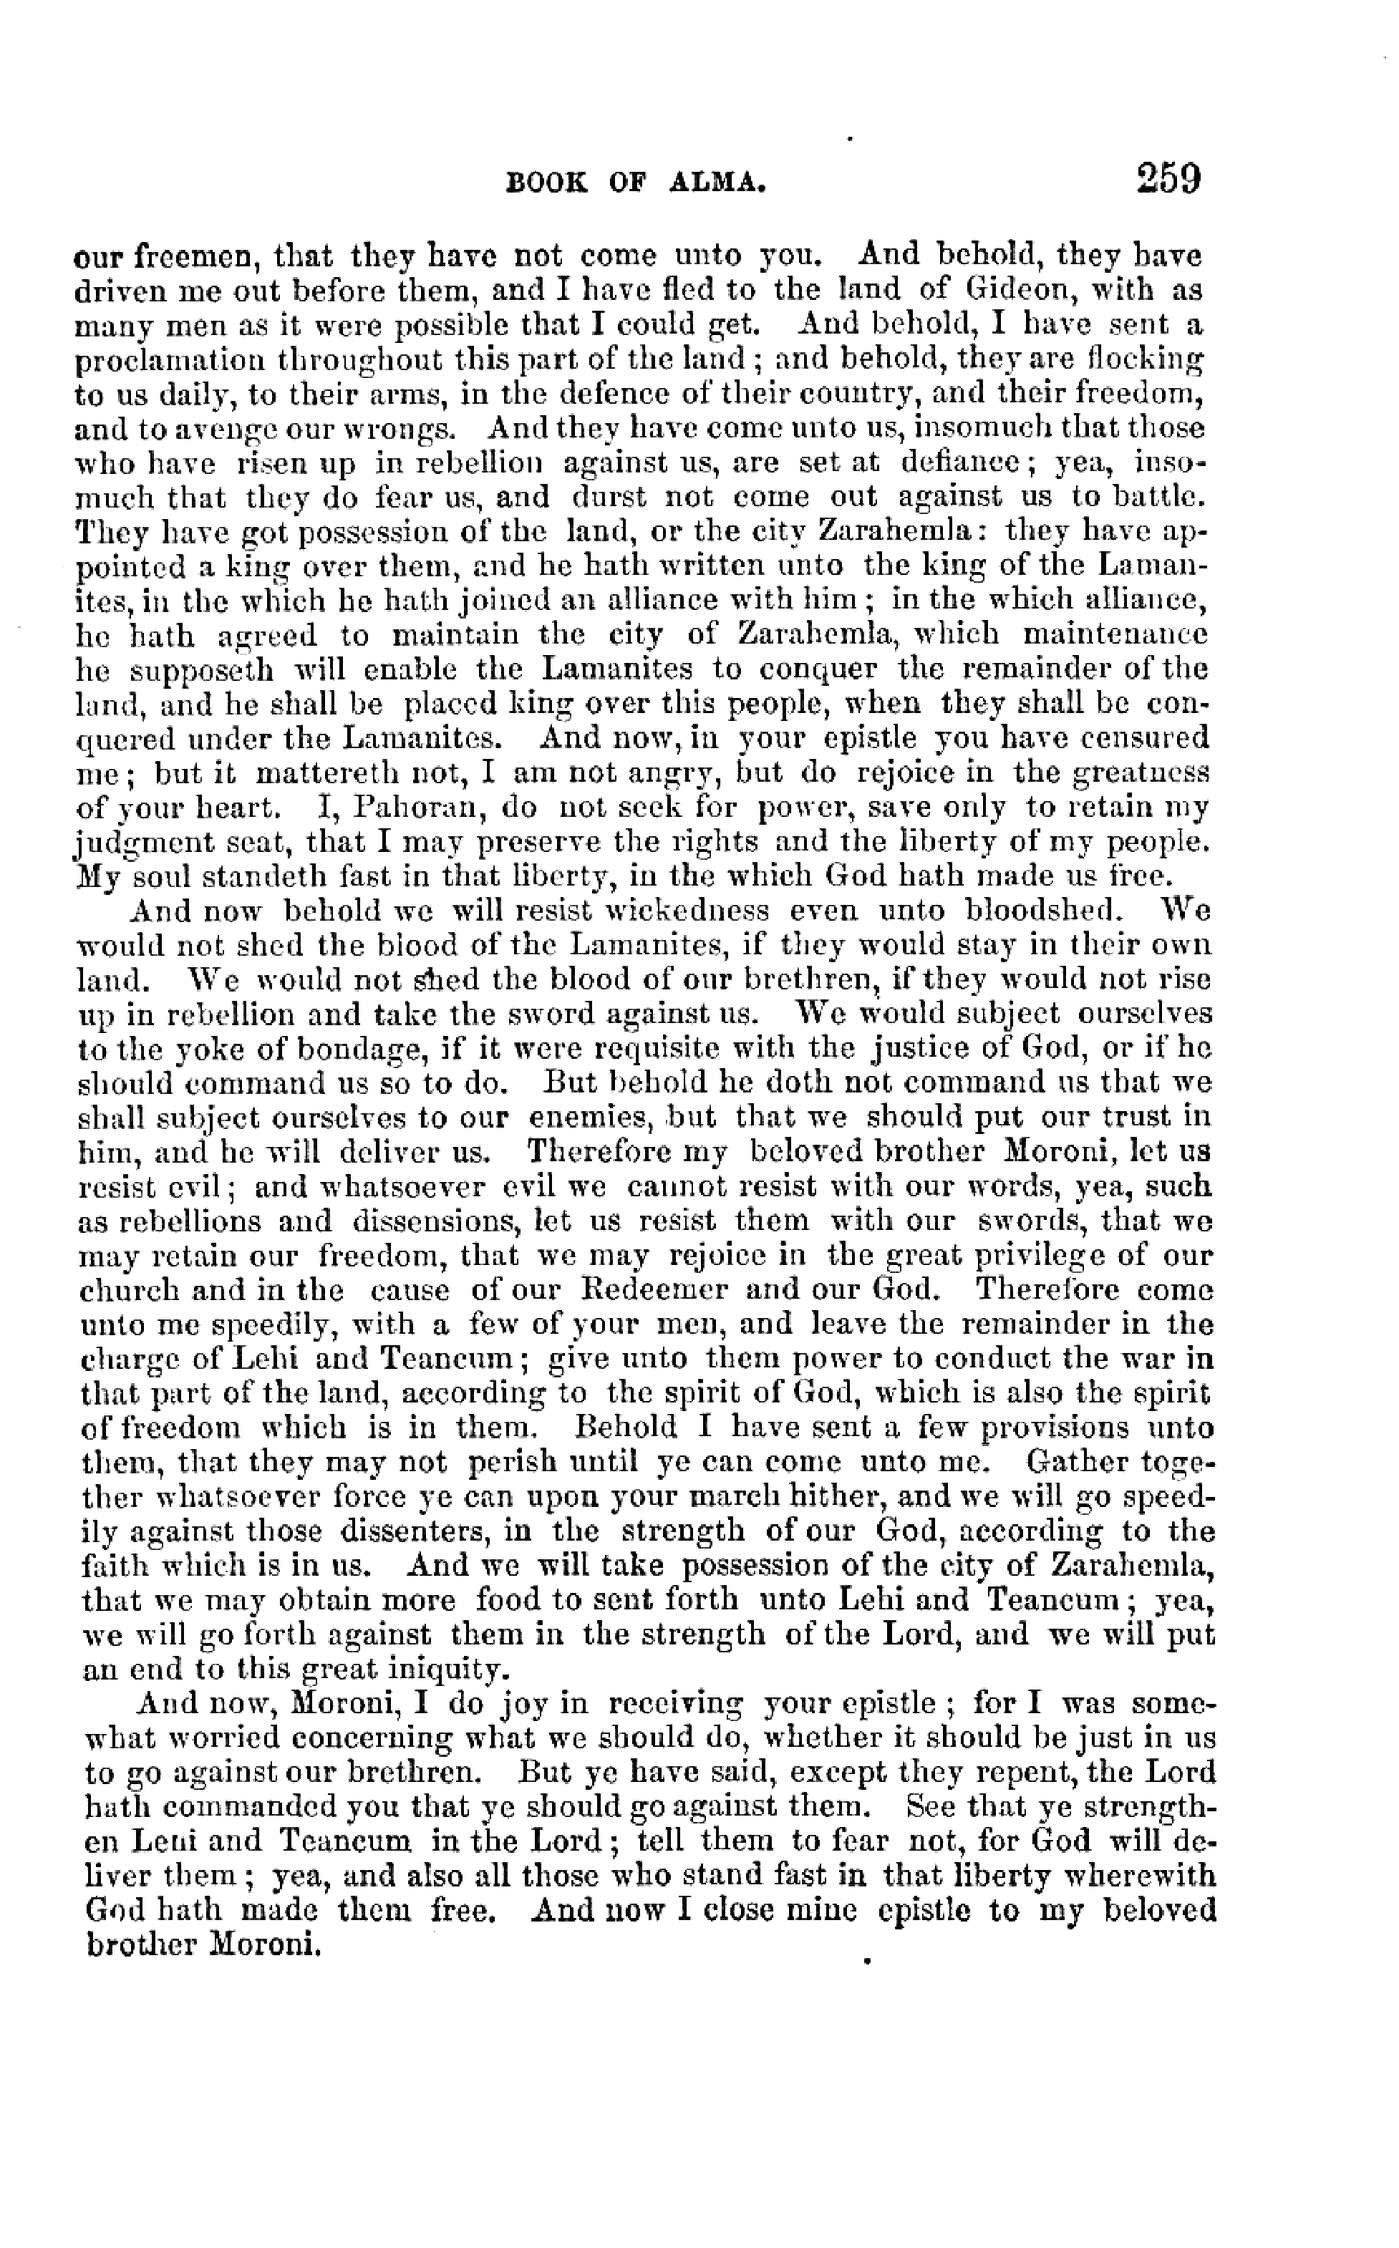 BOOK OF ALMA. 259
our freemen, that they have not come unto you. And behold, they have
driven me out before them, and I have fled to the land of Gideon, with as
many men as it were possible that I could get. And behold, I have sent a
proclamation throughout this part of the land; and behold, they are flocking
to us daily, to their arms, in the defence of their country, and their freedom,
and to avenge our wrongs. And they have come unto us, insomuch that those
who have risen up in rebellion against us, are set at defiance; yea, inso-
much that they do fear us, and durst not come out against us to battle.
They have got possession of the land, or the city Zarahemla: they have ap-
pointed a king over them, and he hath written unto the king of the Laman-
ites, in the which he hath joined an alliance with him; in the which alliance,
he hath agreed to maintain the city of Zarahemla, which maintenance
he supposeth will enable the Lamanites to conquer the remainder of the
land, and he shall be placed king over this people, when they shall be con-
quered under the Lamanites. And now, in your epistle you have censured
me; but it mattereth not, I am not angry, but do rejoice in the greatness
of your heart. I, Pahoran, do not seek for power, save only to retain my
judgment seat, that I may preserve the rights and the liberty of my people.
My soul standeth fast in that liberty, in the which God hath made us free.
And now behold we will resist wickedness even unto bloodshed. We
would not shed the blood of the Lamanites, if they would stay in their own
land. We would not shed the blood of our brethren, if they would not rise
up in rebellion and take the sword against us. We would subject ourselves
to the yoke of bondage, if it were requisite with the justice of God, or if he
should command us so to do. But behold he doth not command us that we
shall subject ourselves to our enemies, but that we should put our trust in
him, and he will deliver us. Therefore my beloved brother Moroni, let us
resist evil; and whatsoever evil we cannot resist with our words, yea, such
as rebellions and dissensions, let us resist them with our swords, that we
may retain our freedom, that we may rejoice in the great privilege of our
church and in the cause of our Redeemer and our God. Therefore come
unto me speedily, with a few of your men, and leave the remainder in the
charge of Lehi and Teancum; give unto them power to conduct the war in
that part of the land, according to the spirit of God, which is also the spirit
of freedom which is in them. Behold I have sent a few provisions unto
them, that they may not perish until ye can come unto me. Gather toge-
ther whatsoever force ye can upon your march hither, and we will go speed-
ily against those dissenters, in the strength of our God, according to the
faith which is in us. And we will take possession of the city of Zarahemla,
that we may obtain more food to sent forth unto Lehi and Teancum; yea,
we will go forth against them in the strength of the Lord, and we will put
an end to this great iniquity.
And now, Moroni, I do joy in receiving your epistle; for I was some-
what worried concerning what we should do, whether it should be just in us
to go against our brethren. But ye have said, except they repent, the Lord
hath commanded you that ye should go against them. See that ye strength-
en Lehi and Teancum in the Lord; tell them to fear not, for God will de-
liver them; yea, and also all those who stand fast in that liberty wherewith
God hath made them free. And now I close mine epistle to my beloved
brother Moroni.